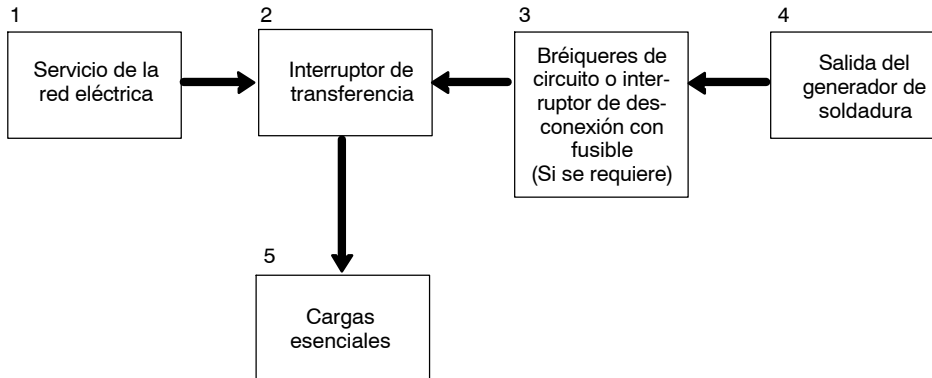 1
Servicio de la
red eléctrica
2
Interruptor de
transferencia
3
Bréiqueres de
circuito o inter-
ruptor de des-
conexión con
fusible
(Si se requiere)
4
Salida del
generador de
soldadura
5
Cargas
esenciales